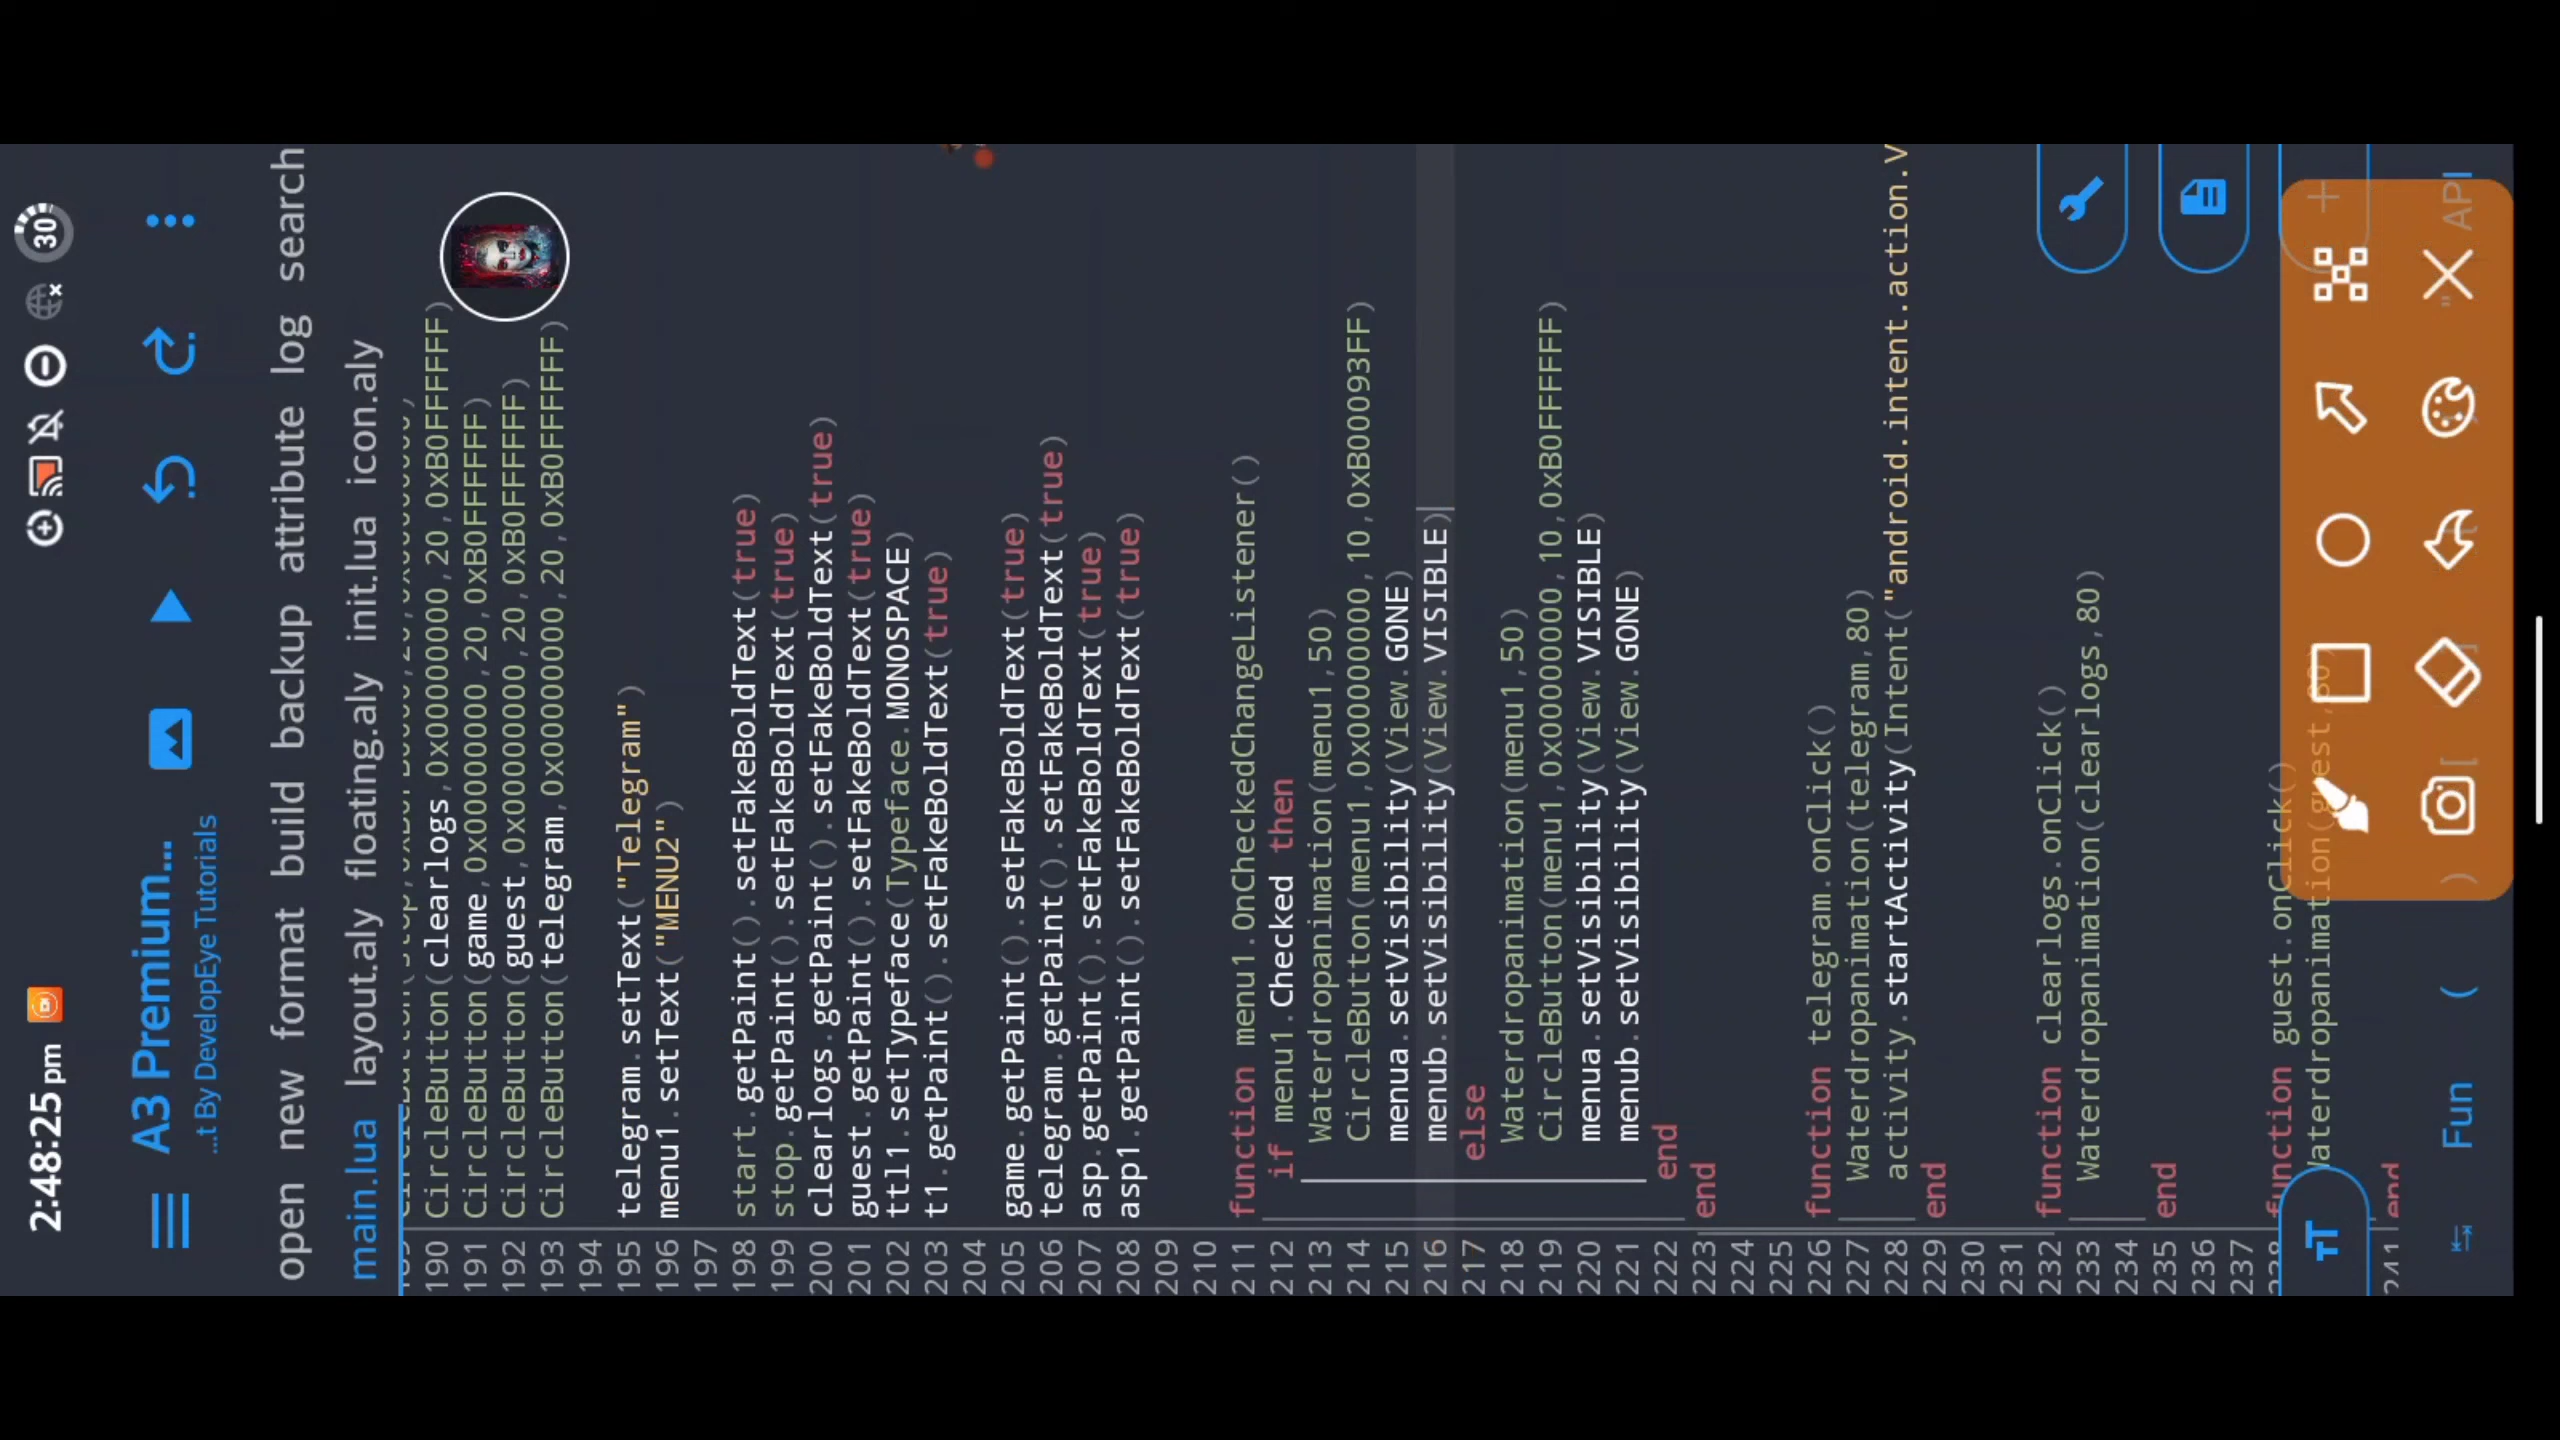 2:48:25 pm 30
A3 Premium...
...t By DevelopEye Tutorials
open new format build backup attribute log search
main.lua layout.aly floating.aly init.lua icon.aly
190 CircleButton(clearlogs,0x00000000,20,0xB0FFFFFF)
191 CircleButton(game,0x00000000,20,0xB0FFFFFF)
192 CircleButton(guest,0x00000000,20,0xB0FFFFFF)
193 CircleButton(telegram,0x00000000,20,0xB0FFFFFF)
194
195 telegram.setText("Telegram")
196 menu1.setText("MENU2")
197
198 start.getPaint().setFakeBoldText(true)
199 stop.getPaint().setFakeBoldText(true)
200 clearlogs.getPaint().setFakeBoldText(true)
201 guest.getPaint().setFakeBoldText(true)
202 ttl1.setTypeface(Typeface.MONOSPACE)
203 t1.getPaint().setFakeBoldText(true)
204
205 game.getPaint().setFakeBoldText(true)
206 telegram.getPaint().setFakeBoldText(true)
207 asp.getPaint().setFakeBoldText(true)
208 asp1.getPaint().setFakeBoldText(true)
209
210
211 function menu1.OnCheckedChangeListener()
212 if menu1.Checked then
213 Waterdropanimation(menu1,50)
214 CircleButton(menu1,0x00000000,10,0xB00093FF)
215 menua.setVisibility(View.GONE)
216 menub.setVisibility(View.VISIBLE)
217 else
218 Waterdropanimation(menu1,50)
219 CircleButton(menu1,0x00000000,10,0xB0FFFFFF)
220 menua.setVisibility(View.VISIBLE)
221 menub.setVisibility(View.GONE)
222 end
223 end
224
225
226 function telegram.onClick()
227 Waterdropanimation(telegram,80)
228 activity.startActivity(Intent("android.intent.action.V
229 end
230
231
232 function clearlogs.onClick()
233 Waterdropanimation(clearlogs,80)
234
235 end
236
237
238 function guest.onClick()
Waterdropanimation(guest,80)
241 end
TT
Fun ( ) [ ] " API